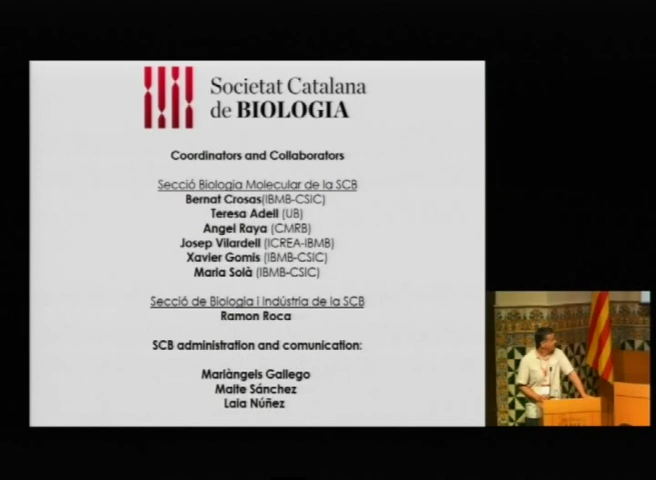 Societat Catalana
de BIOLOGIA
Coordinators and Collaborators
Secció Biologia Molecular de la SCB
Bernat Crosas(IBMB-CSIC)
Teresa Adell (UB)
Angel Raya (CMRB)
Josep Vilardell (ICREA-IBMB)
Xavier Gomis (IBMB-CSIC)
Maria Solà (IBMB-CSIC)
Secció de Biologia i Indústria de la SCB
Ramon Roca
SCB administration and comunication:
Mariàngels Gallego
Maite Sánchez
Laia Núñez